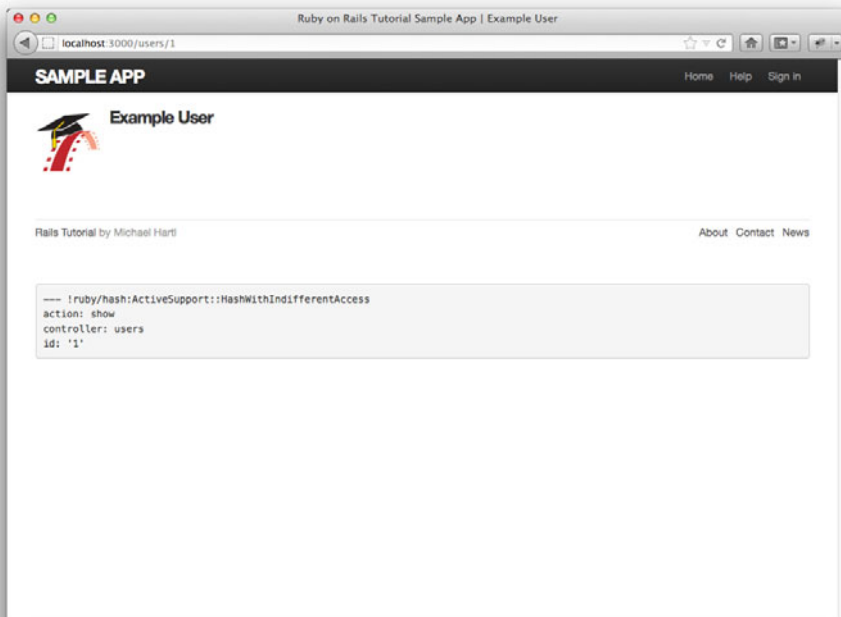 Ruby on Rails Tutorial Sample App | Example User
localhost:3000/users/1
SAMPLE APP
Home Help Sign in
Example User
Rails Tutorial by Michael Hartl
About Contact News
--- !ruby/hash:ActiveSupport::HashWithIndifferentAccess
action: show
controller: users
id: '1'